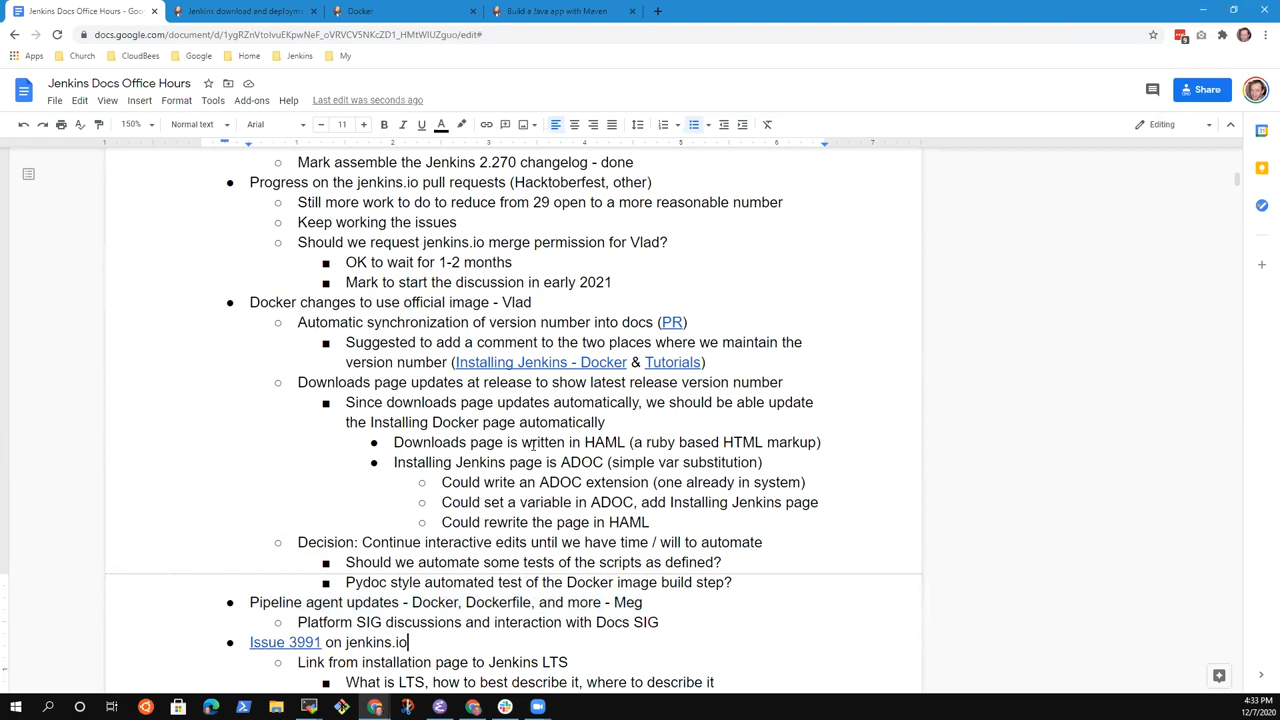 Jenkins Docs Office Hours - Goo
Jenkins download and deployme
Docker
Build a Java app with Maven
docs.google.com/document/d/1ygRZnVtoIvuEKpwNeF_oVRVCV5NKcZD1_HMtWIUZguo/edit#
Apps
Church
CloudBees
Google
Home
Jenkins
My
Jenkins Docs Office Hours
Share
File Edit View Insert Format Tools Add-ons Help Last edit was seconds ago
150% Normal text Arial 11 Editing
1 1 2 3 4 5 6 7
○ Mark assemble the Jenkins 2.270 changelog - done
● Progress on the jenkins.io pull requests (Hacktoberfest, other)
○ Still more work to do to reduce from 29 open to a more reasonable number
○ Keep working the issues
○ Should we request jenkins.io merge permission for Vlad?
■ OK to wait for 1-2 months
■ Mark to start the discussion in early 2021
● Docker changes to use official image - Vlad
○ Automatic synchronization of version number into docs (PR)
■ Suggested to add a comment to the two places where we maintain the
version number (Installing Jenkins - Docker & Tutorials)
○ Downloads page updates at release to show latest release version number
■ Since downloads page updates automatically, we should be able update
the Installing Docker page automatically
● Downloads page is written in HAML (a ruby based HTML markup)
● Installing Jenkins page is ADOC (simple var substitution)
○ Could write an ADOC extension (one already in system)
○ Could set a variable in ADOC, add Installing Jenkins page
○ Could rewrite the page in HAML
○ Decision: Continue interactive edits until we have time / will to automate
■ Should we automate some tests of the scripts as defined?
■ Pydoc style automated test of the Docker image build step?
● Pipeline agent updates - Docker, Dockerfile, and more - Meg
○ Platform SIG discussions and interaction with Docs SIG
● Issue 3991 on jenkins.io
○ Link from installation page to Jenkins LTS
■ What is LTS, how to best describe it, where to describe it
4:33 PM
12/7/2020